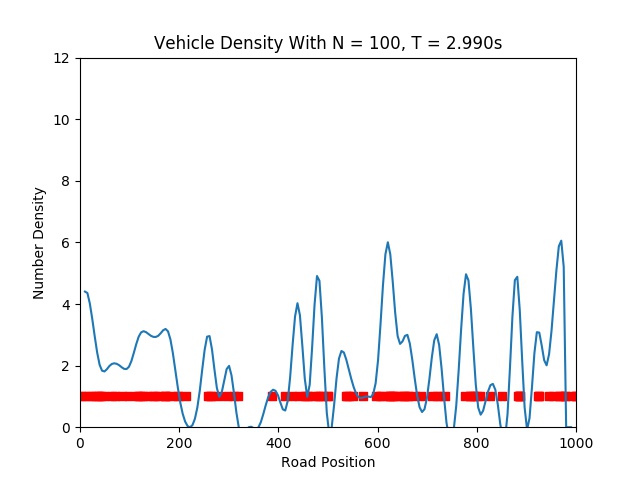 Vehicle Density With N = 100, T = 2.990s
12
10
8
6
4
2
0
Number Density
0 200 400 600 800 1000
Road Position